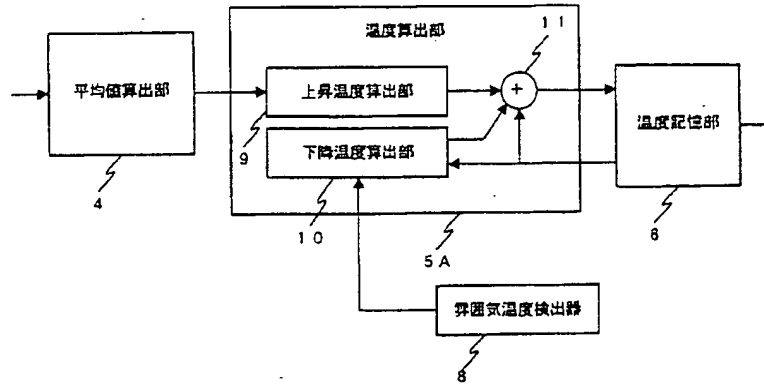 温度算出部
11
平均値算出部
上昇温度算出部
+
温度記憶部
9
下降温度算出部
4
10
5A
6
雰囲気温度検出器
8